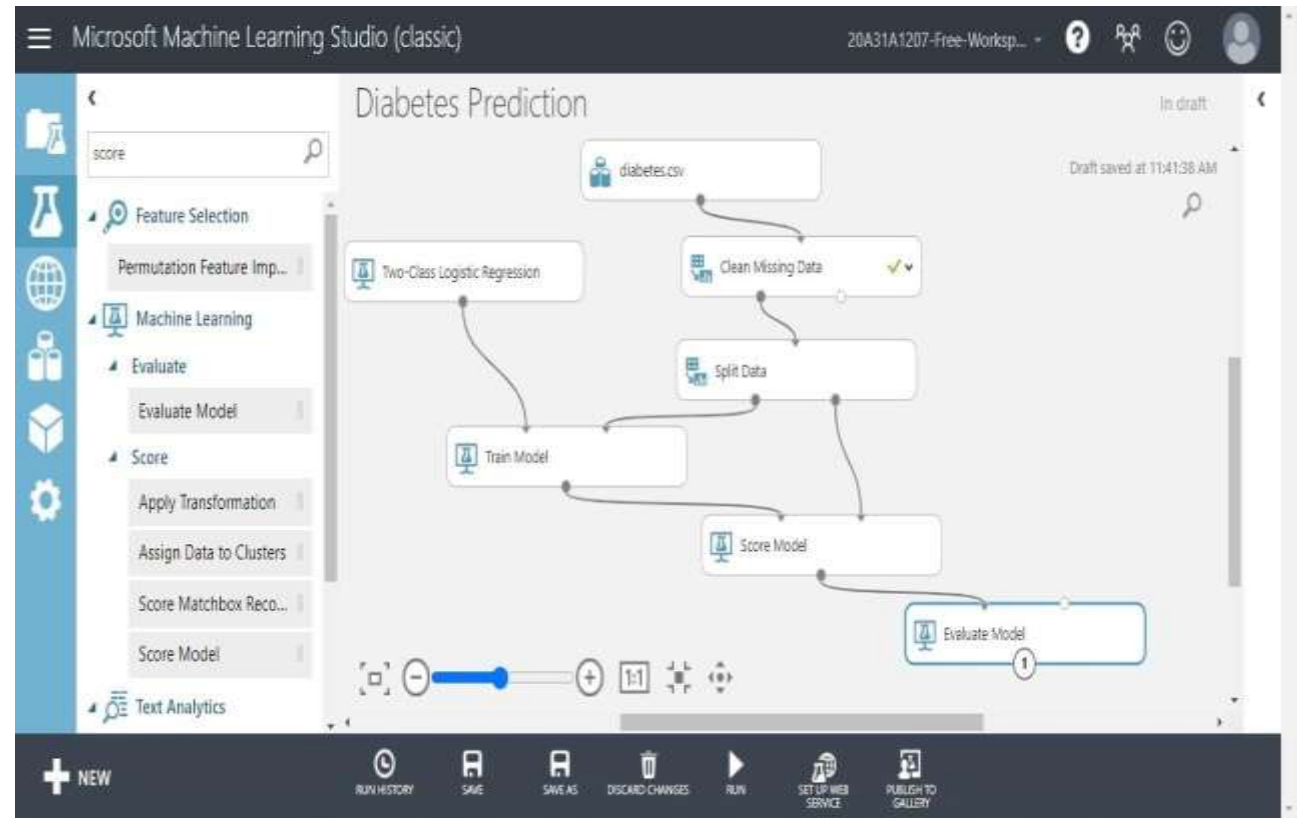 Microsoft Machine Learning Studio (classic)
20A31A1207-Free-Worksp...
?
score
Feature Selection
Permutation Feature Imp...
Machine Learning
Evaluate
Evaluate Model
Score
Apply Transformation
Assign Data to Clusters
Score Matchbox Reco...
Score Model
Text Analytics
Diabetes Prediction
In draft
Draft saved at 11:41:38 AM
diabetes.csv
Two-Class Logistic Regression
Clean Missing Data
Split Data
Train Model
Score Model
Evaluate Model
1
1:1
NEW
RUN HISTORY
SAVE
SAVE AS
DISCARD CHANGES
RUN
SET UP WEB
SERVICE
PUBLISH TO
GALLERY